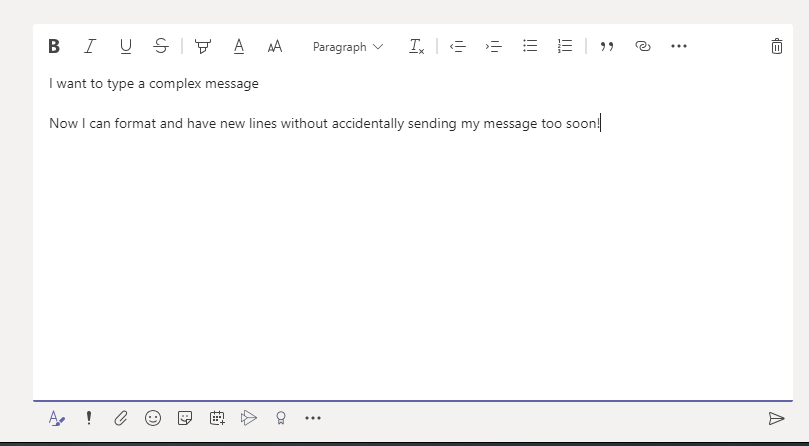 Paragraph
I want to type a complex message
Now I can format and have new lines without accidentally sending my message too soon!